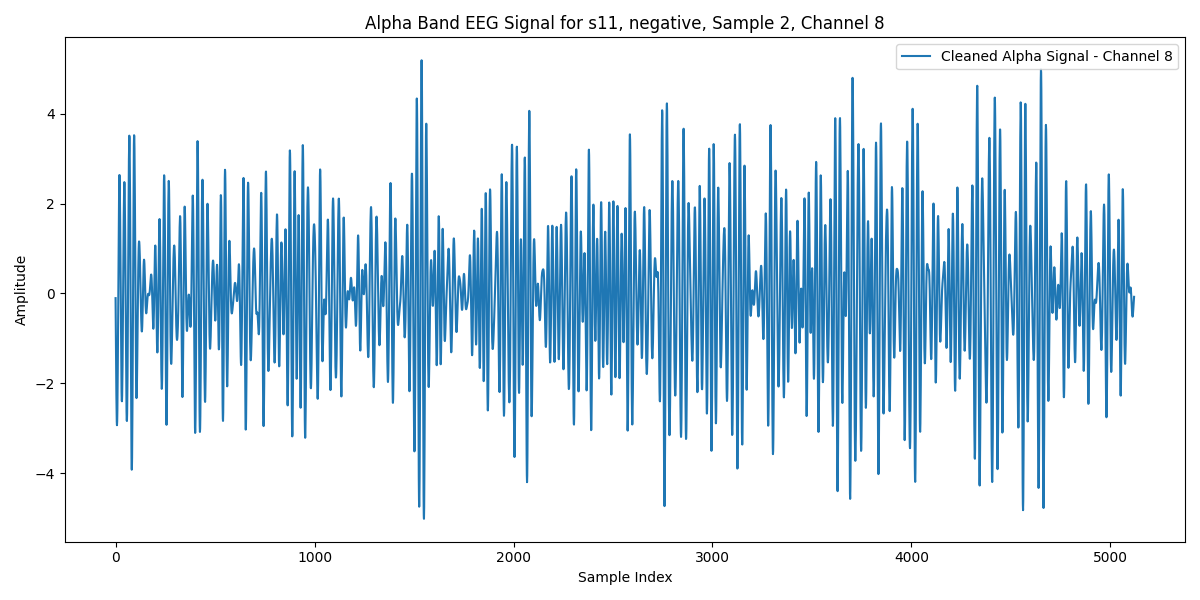 Alpha Band EEG Signal for s11, negative, Sample 2, Channel 8
Cleaned Alpha Signal - Channel 8
Amplitude
4
2
0
−2
−4
0 1000 2000 3000 4000 5000
Sample Index